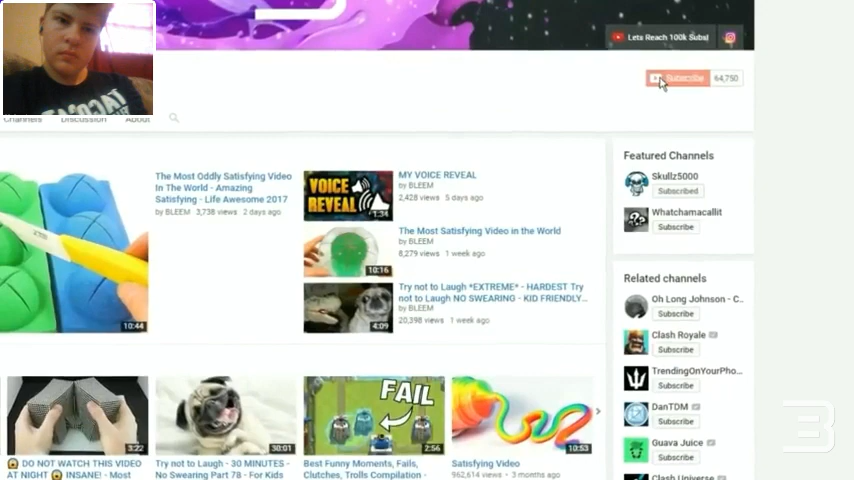 Lets Reach 100k Subs!
Subscribe 64,750
Channels Discussion About
The Most Oddly Satisfying Video
In The World - Amazing
Satisfying - Life Awesome 2017
by BLEEM 3,738 views 2 days ago
10:44
VOICE
REVEAL
1:34
MY VOICE REVEAL
by BLEEM
2,428 views 5 days ago
10:16
The Most Satisfying Video in the World
by BLEEM
8,279 views 1 week ago
4:09
Try not to Laugh *EXTREME* - HARDEST Try
not to Laugh NO SWEARING - KID FRIENDLY...
by BLEEM
20,398 views 1 week ago
Featured Channels
Skullz5000
Subscribed
Whatchamacallit
Subscribe
Related channels
Oh Long Johnson - C..
Subscribe
Clash Royale
Subscribe
TrendingOnYourPho...
Subscribe
DanTDM
Subscribe
Guava Juice
Subscribe
Clash Universe
3:22
DO NOT WATCH THIS VIDEO
AT NIGHT INSANE! - Most
30:01
Try not to Laugh - 30 MINUTES -
No Swearing Part 78 - For Kids
FAIL
2:56
Best Funny Moments, Fails,
Clutches, Trolls Compilation -
10:53
Satisfying Video
962,614 views • 3 months ago
3